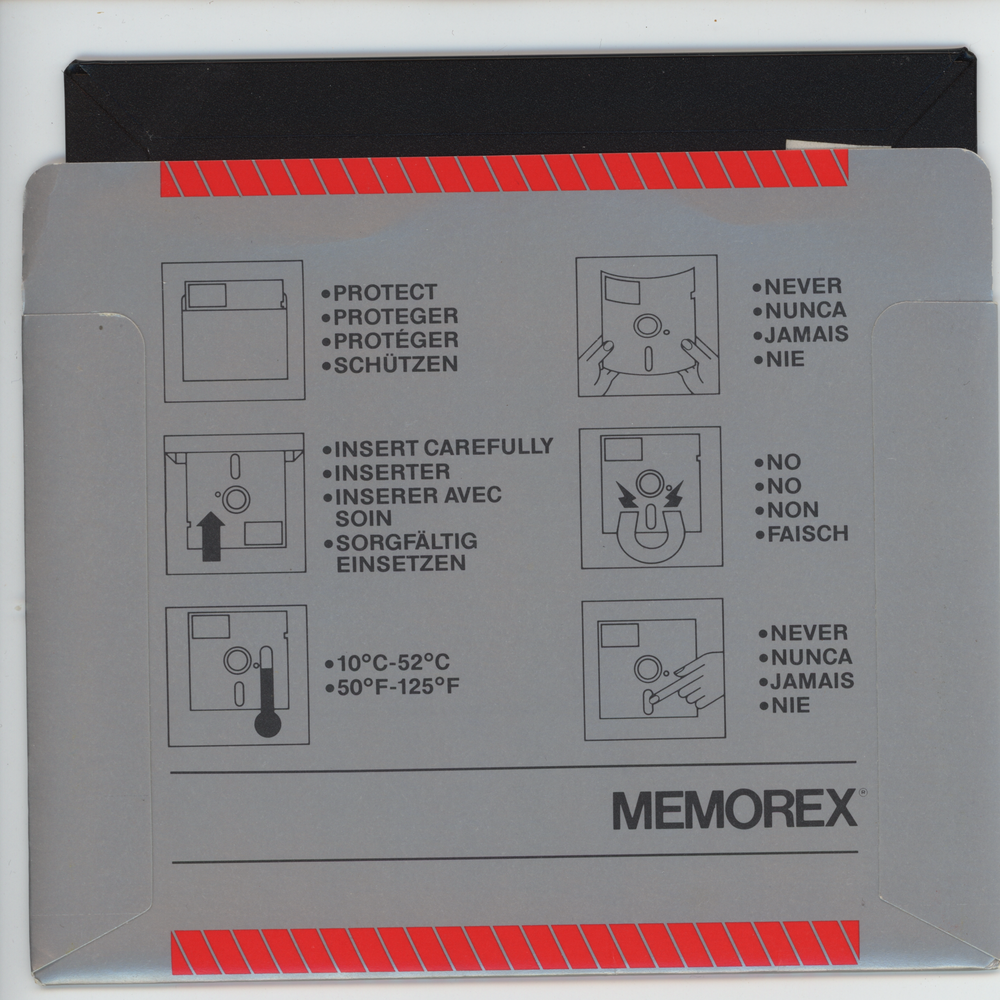 •PROTECT
•PROTEGER
•PROTÉGER
•SCHÜTZEN
•NEVER
•NUNCA
•JAMAIS
•NIE
•INSERT CAREFULLY
•INSERTER
•INSERER AVEC
SOIN
•SORGFÄLTIG
EINSETZEN
•NO
•NO
•NON
•FAISCH
•10°C-52°C
•50°F-125°F
•NEVER
•NUNCA
•JAMAIS
•NIE
MEMOREX®